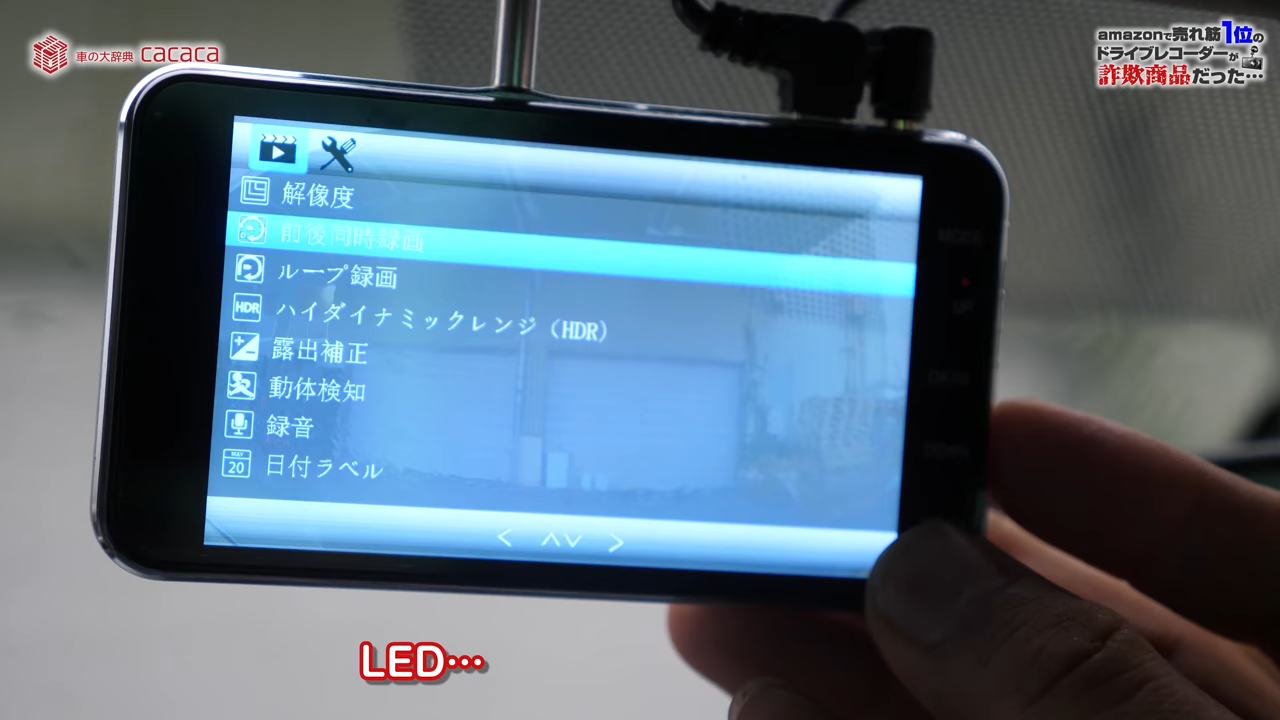 車の大辞典 cacaca
amazonで売れ筋1位の
ドライブレコーダーが
詐欺商品だった…
解像度
前後同時録画
ループ録画
HDR ハイダイナミックレンジ（HDR）
露出補正
動体検知
録音
MAY
20
日付ラベル
MODE
UP
LED…